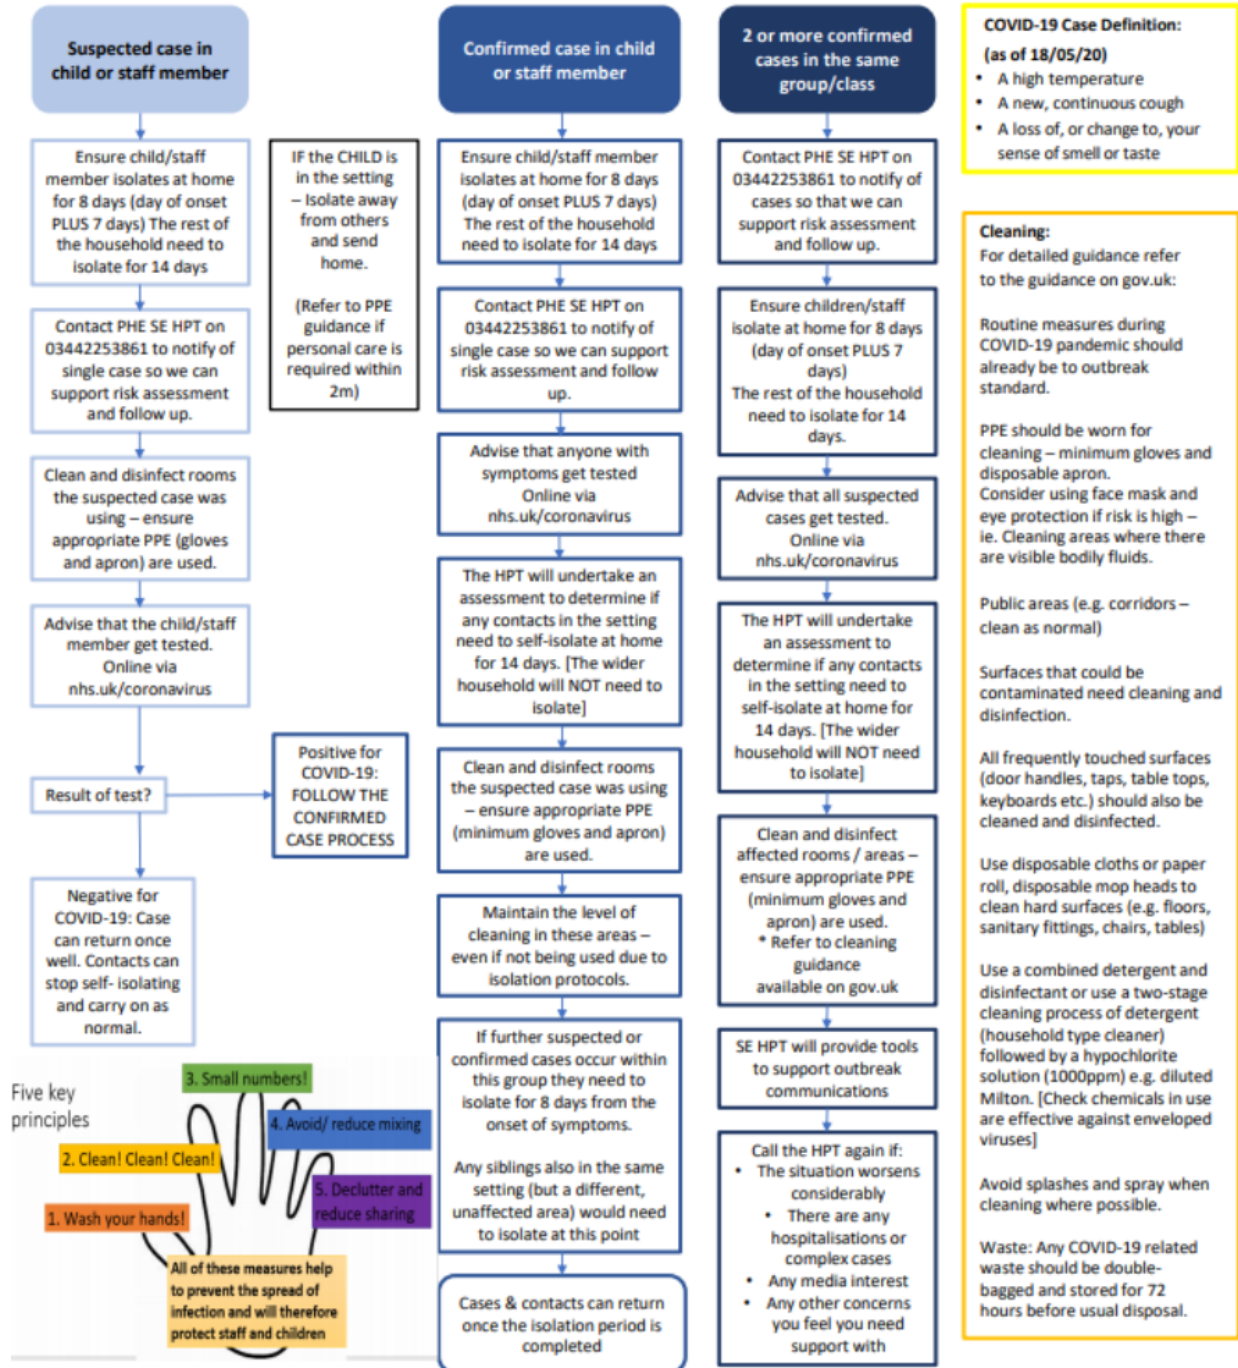 Suspected case in
child or staff member
Ensure child/staff
member isolates at home
for 8 days (day of onset
PLUS 7 days) The rest of
the household need to
isolate for 14 days
Contact PHE SE HPT on
03442253861 to notify of
single case so we can
support risk assessment
and follow up.
Clean and disinfect rooms
the suspected case was
using – ensure
appropriate PPE (gloves
and apron) are used.
Advise that the child/staff
member get tested.
Online via
nhs.uk/coronavirus
Result of test?
Negative for
COVID-19: Case
can return once
well. Contacts can
stop self- isolating
and carry on as
normal.
IF the CHILD is
in the setting
– Isolate away
from others
and send
home.
(Refer to PPE
guidance if
personal care is
required within
2m)
Positive for
COVID-19:
FOLLOW THE
CONFIRMED
CASE PROCESS
Confirmed case in child
or staff member
Ensure child/staff member
isolates at home for 8 days
(day of onset PLUS 7 days)
The rest of the household
need to isolate for 14 days
Contact PHE SE HPT on
03442253861 to notify of
single case so we can support
risk assessment and follow
up.
Advise that anyone with
symptoms get tested
Online via
nhs.uk/coronavirus
The HPT will undertake an
assessment to determine if
any contacts in the setting
need to self-isolate at home
for 14 days. [The wider
household will NOT need to
isolate]
Clean and disinfect rooms
the suspected case was using
– ensure appropriate PPE
(minimum gloves and apron)
are used.
Maintain the level of
cleaning in these areas –
even if not being used due to
isolation protocols.
If further suspected or
confirmed cases occur within
this group they need to
isolate for 8 days from the
onset of symptoms.
Any siblings also in the same
setting (but a different,
unaffected area) would need
to isolate at this point
Cases & contacts can return
once the isolation period is
completed
2 or more confirmed
cases in the same
group/class
Contact PHE SE HPT on
03442253861 to notify of
cases so that we can
support risk assessment
and follow up.
Ensure children/staff
isolate at home for 8 days
(day of onset PLUS 7
days)
The rest of the household
need to isolate for 14
days.
Advise that all suspected
cases get tested.
Online via
nhs.uk/coronavirus
The HPT will undertake
an assessment to
determine if any contacts
in the setting need to
self-isolate at home for
14 days. [The wider
household will NOT need
to isolate]
Clean and disinfect
affected rooms / areas –
ensure appropriate PPE
(minimum gloves and
apron) are used.
* Refer to cleaning
guidance
available on gov.uk
SE HPT will provide tools
to support outbreak
communications
Call the HPT again if:
• The situation worsens
considerably
• There are any
hospitalisations or
complex cases
• Any media interest
• Any other concerns
you feel you need
support with
COVID-19 Case Definition:
(as of 18/05/20)
• A high temperature
• A new, continuous cough
• A loss of, or change to, your
sense of smell or taste
Cleaning:
For detailed guidance refer
to the guidance on gov.uk:
Routine measures during
COVID-19 pandemic should
already be to outbreak
standard.
PPE should be worn for
cleaning – minimum gloves and
disposable apron.
Consider using face mask and
eye protection if risk is high –
ie. Cleaning areas where there
are visible bodily fluids.
Public areas (e.g. corridors –
clean as normal)
Surfaces that could be
contaminated need cleaning and
disinfection.
All frequently touched surfaces
(door handles, taps, table tops,
keyboards etc.) should also be
cleaned and disinfected.
Use disposable cloths or paper
roll, disposable mop heads to
clean hard surfaces (e.g. floors,
sanitary fittings, chairs, tables)
Use a combined detergent and
disinfectant or use a two-stage
cleaning process of detergent
(household type cleaner)
followed by a hypochlorite
solution (1000ppm) e.g. diluted
Milton. [Check chemicals in use
are effective against enveloped
viruses]
Avoid splashes and spray when
cleaning where possible.
Waste: Any COVID-19 related
waste should be double-
bagged and stored for 72
hours before usual disposal.
Five key
principles
1. Wash your hands!
2. Clean! Clean! Clean!
3. Small numbers!
4. Avoid/ reduce mixing
5. Declutter and
reduce sharing
All of these measures help
to prevent the spread of
infection and will therefore
protect staff and children